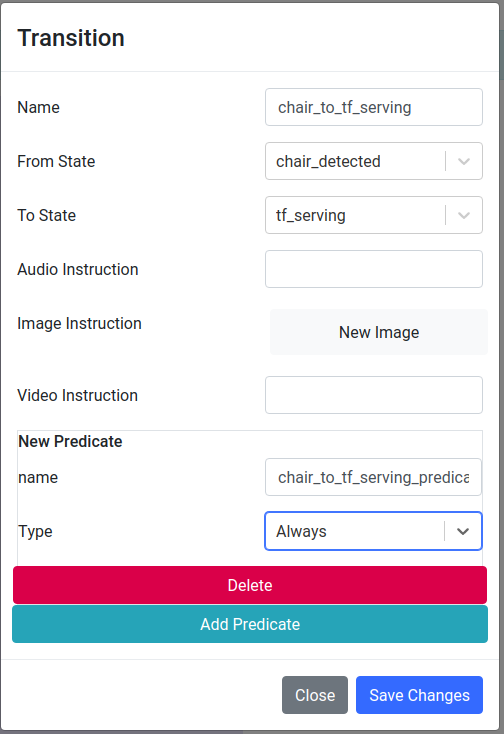 Transition
Name chair_to_tf_serving
From State chair_detected
To State tf_serving
Audio Instruction
Image Instruction New Image
Video Instruction
New Predicate
name chair_to_tf_serving_predica
Type Always
Delete
Add Predicate
Close Save Changes